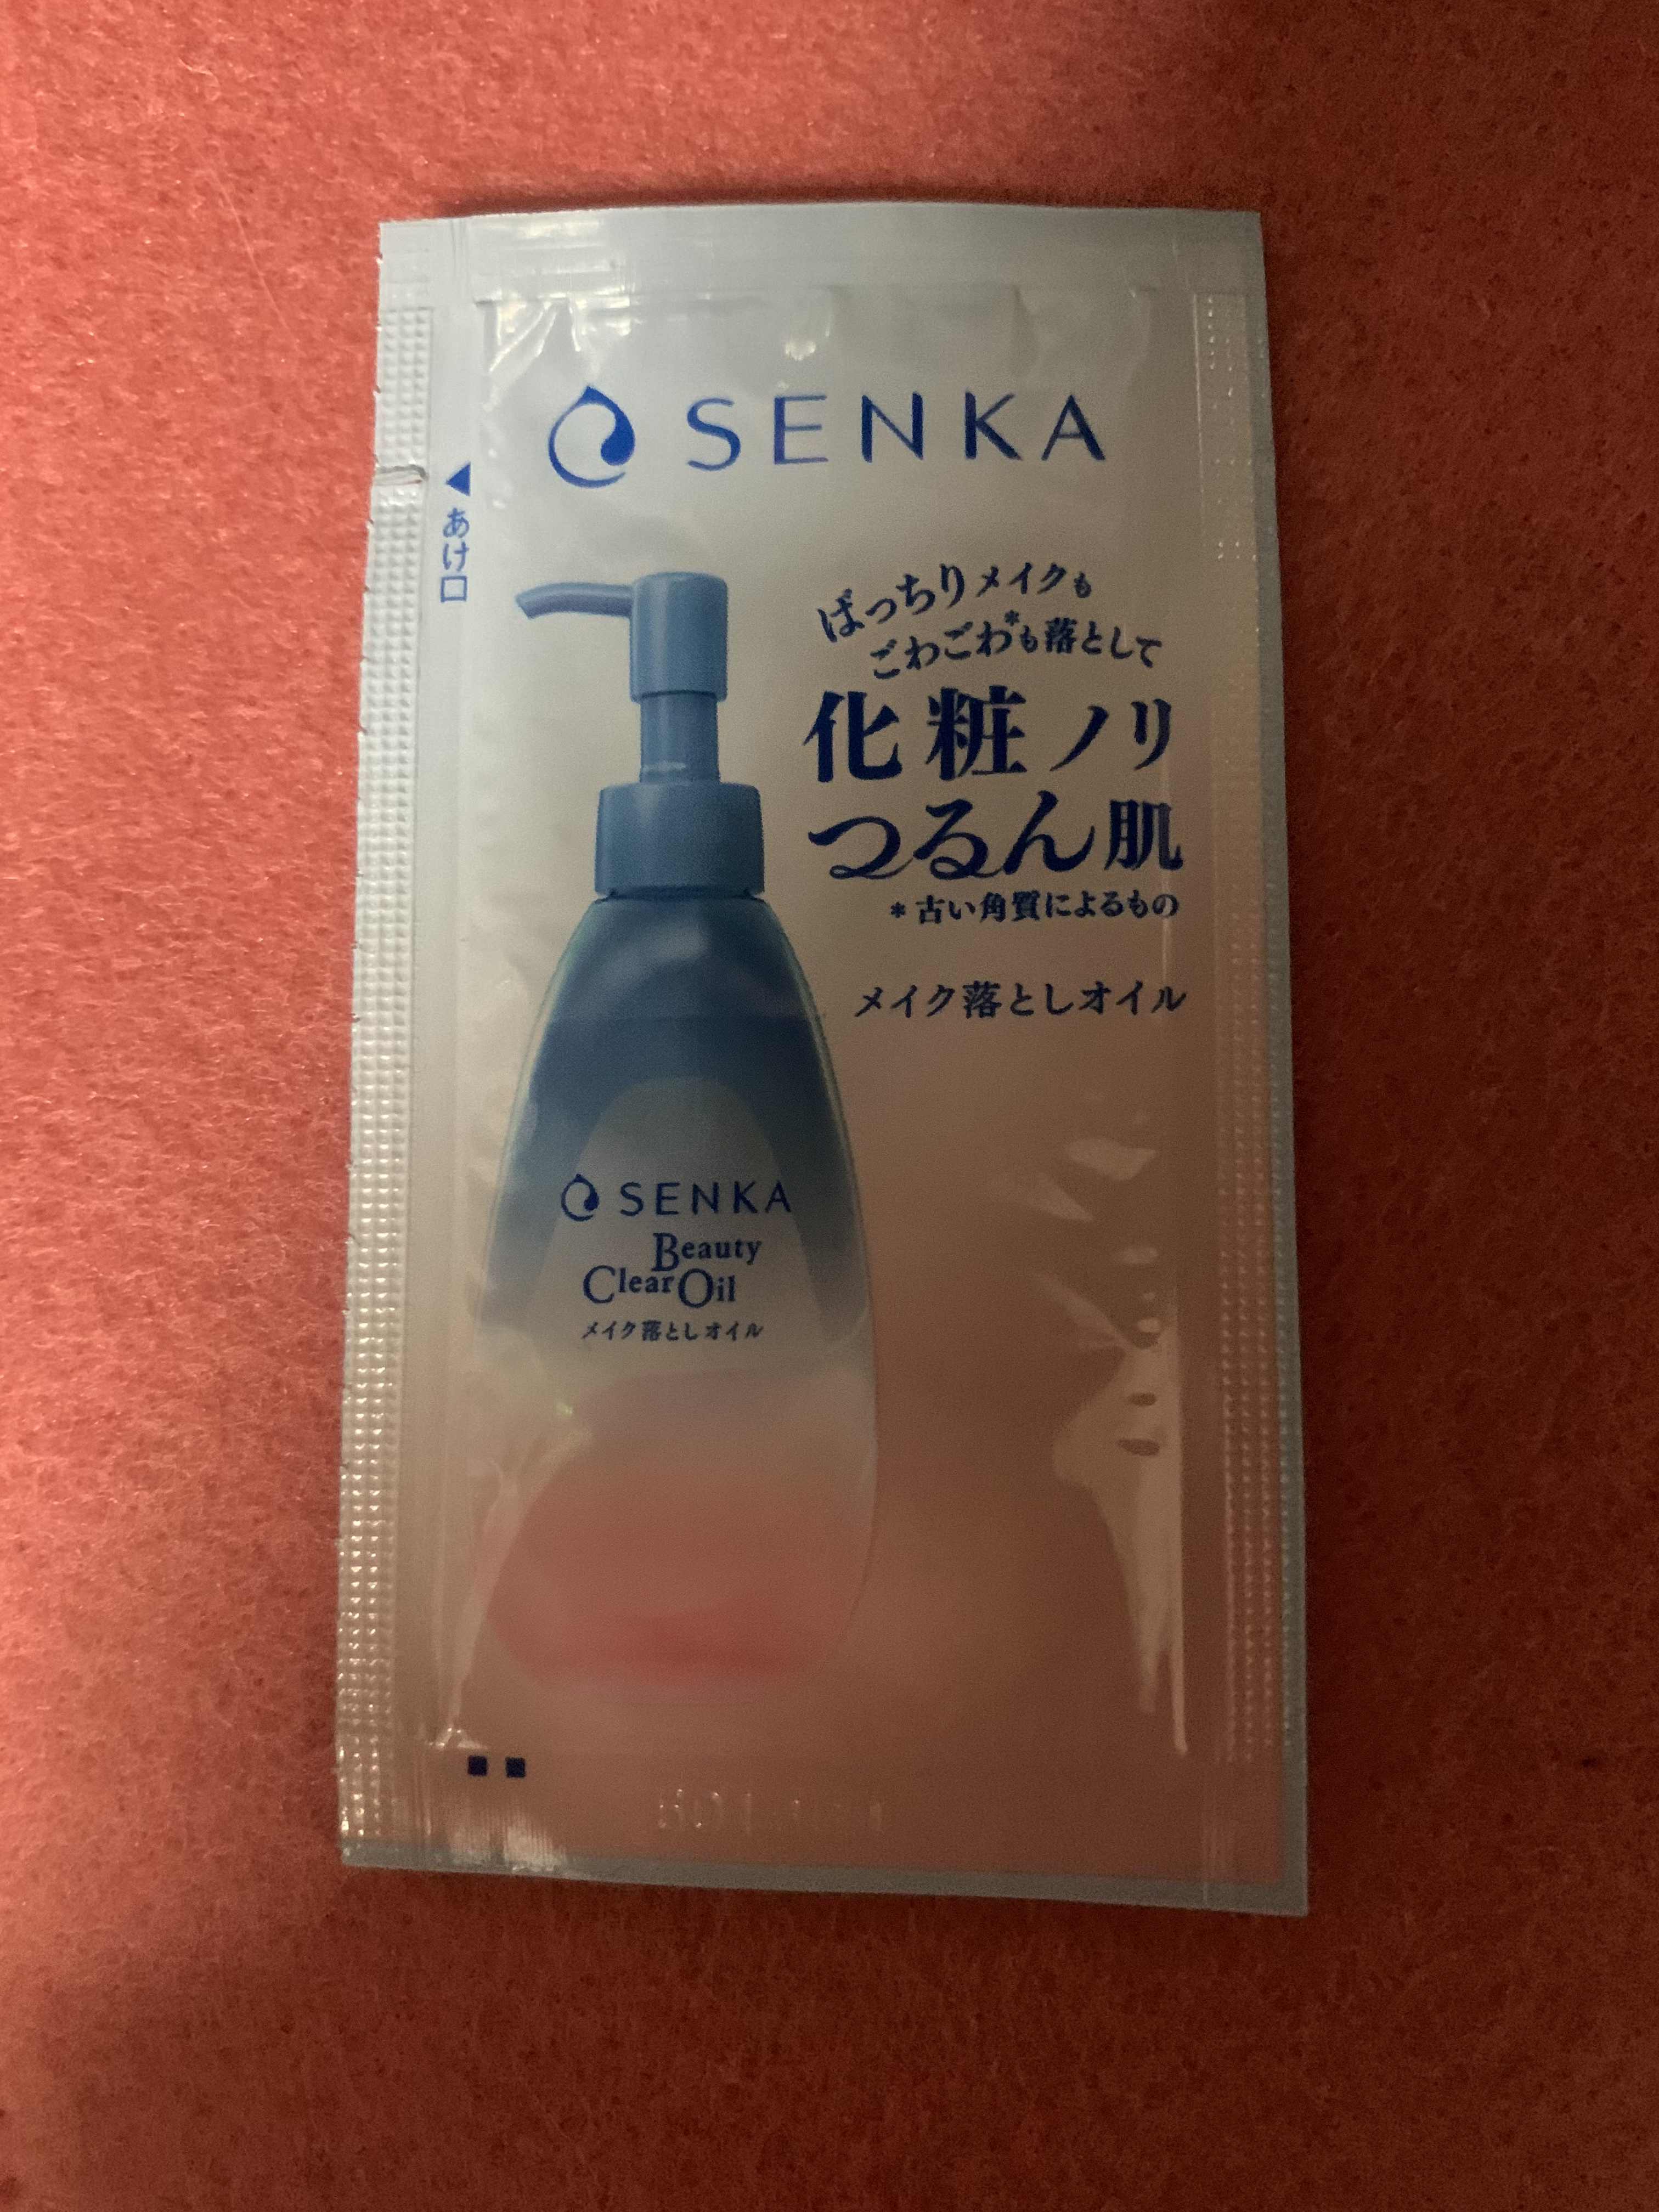 SENKA
あけ口
ばっちりメイクも
ごわごわ*も落として
化粧ノリ
つるん肌
*古い角質によるもの
メイク落としオイル
SENKA
Beauty
Clear Oil
メイク落としオイル